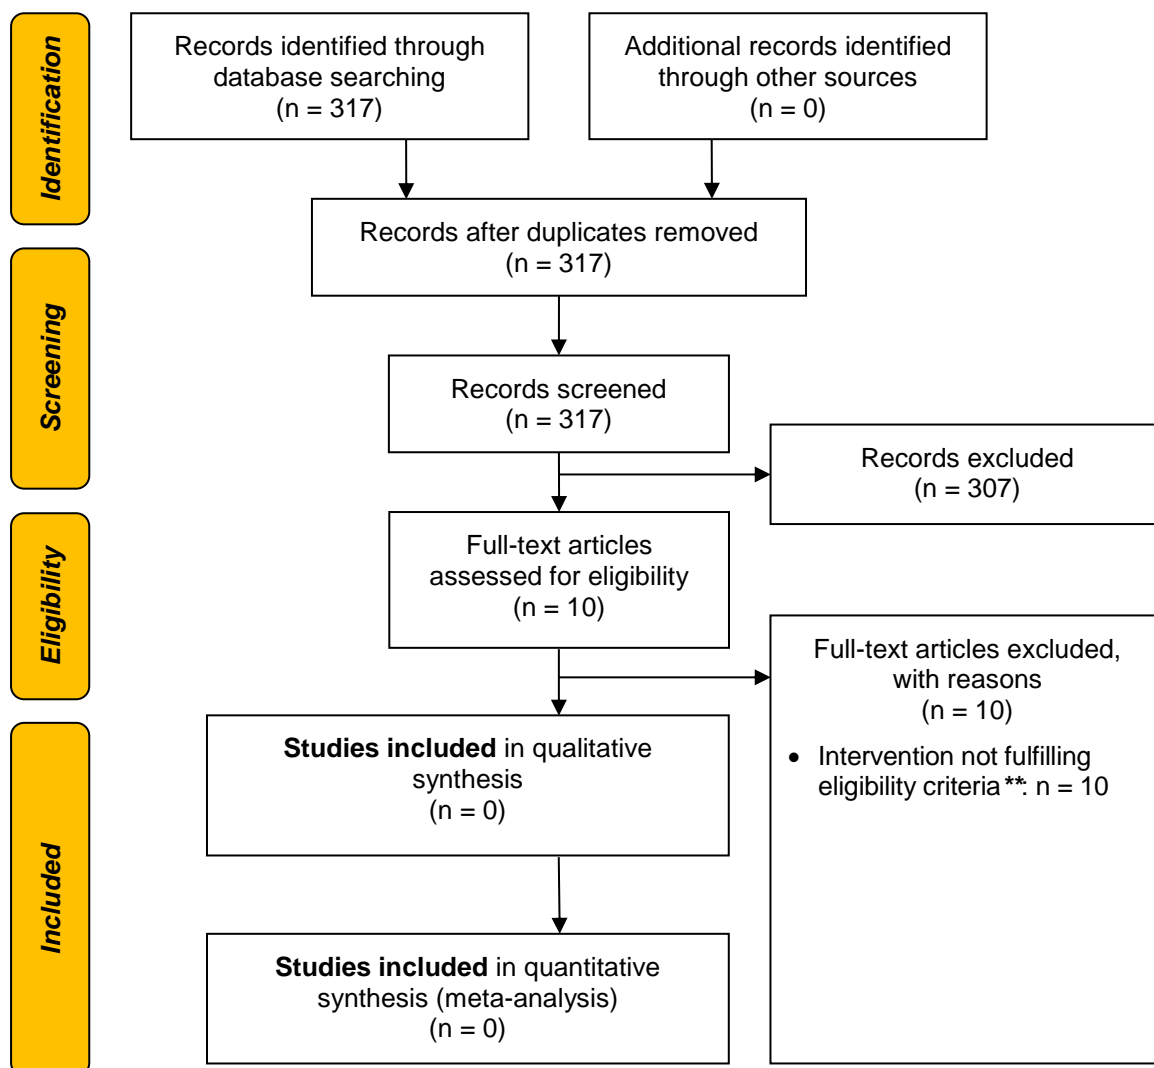 Identification
Records identified through
database searching
(n = 317)
Additional records identified
through other sources
(n = 0)
Records after duplicates removed
(n = 317)
Screening
Records screened
(n = 317)
Records excluded
(n = 307)
Eligibility
Full-text articles
assessed for eligibility
(n = 10)
Full-text articles excluded,
with reasons
(n = 10)
• Intervention not fulfilling
eligibility criteria**: n = 10
Included
Studies included in qualitative
synthesis
(n = 0)
Studies included in quantitative
synthesis (meta-analysis)
(n = 0)